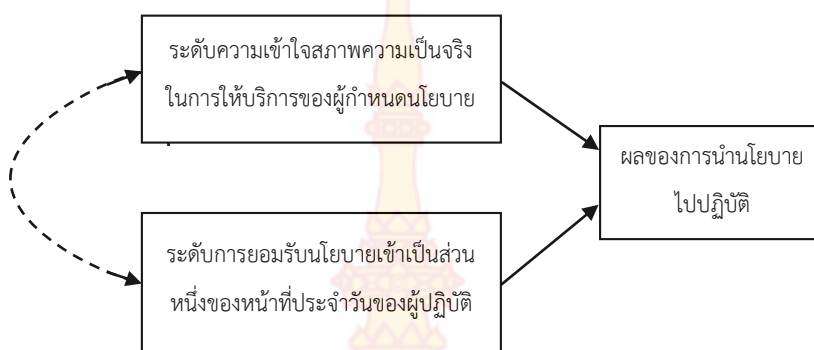 ระดับความเข้าใจสภาพความเป็นจริง
ในการให้บริการของผู้กำหนดนโยบาย
ผลของการนำนโยบาย
ไปปฏิบัติ
ระดับการยอมรับนโยบายเข้าเป็นส่วน
หนึ่งของหน้าที่ประจำวันของผู้ปฏิบัติ